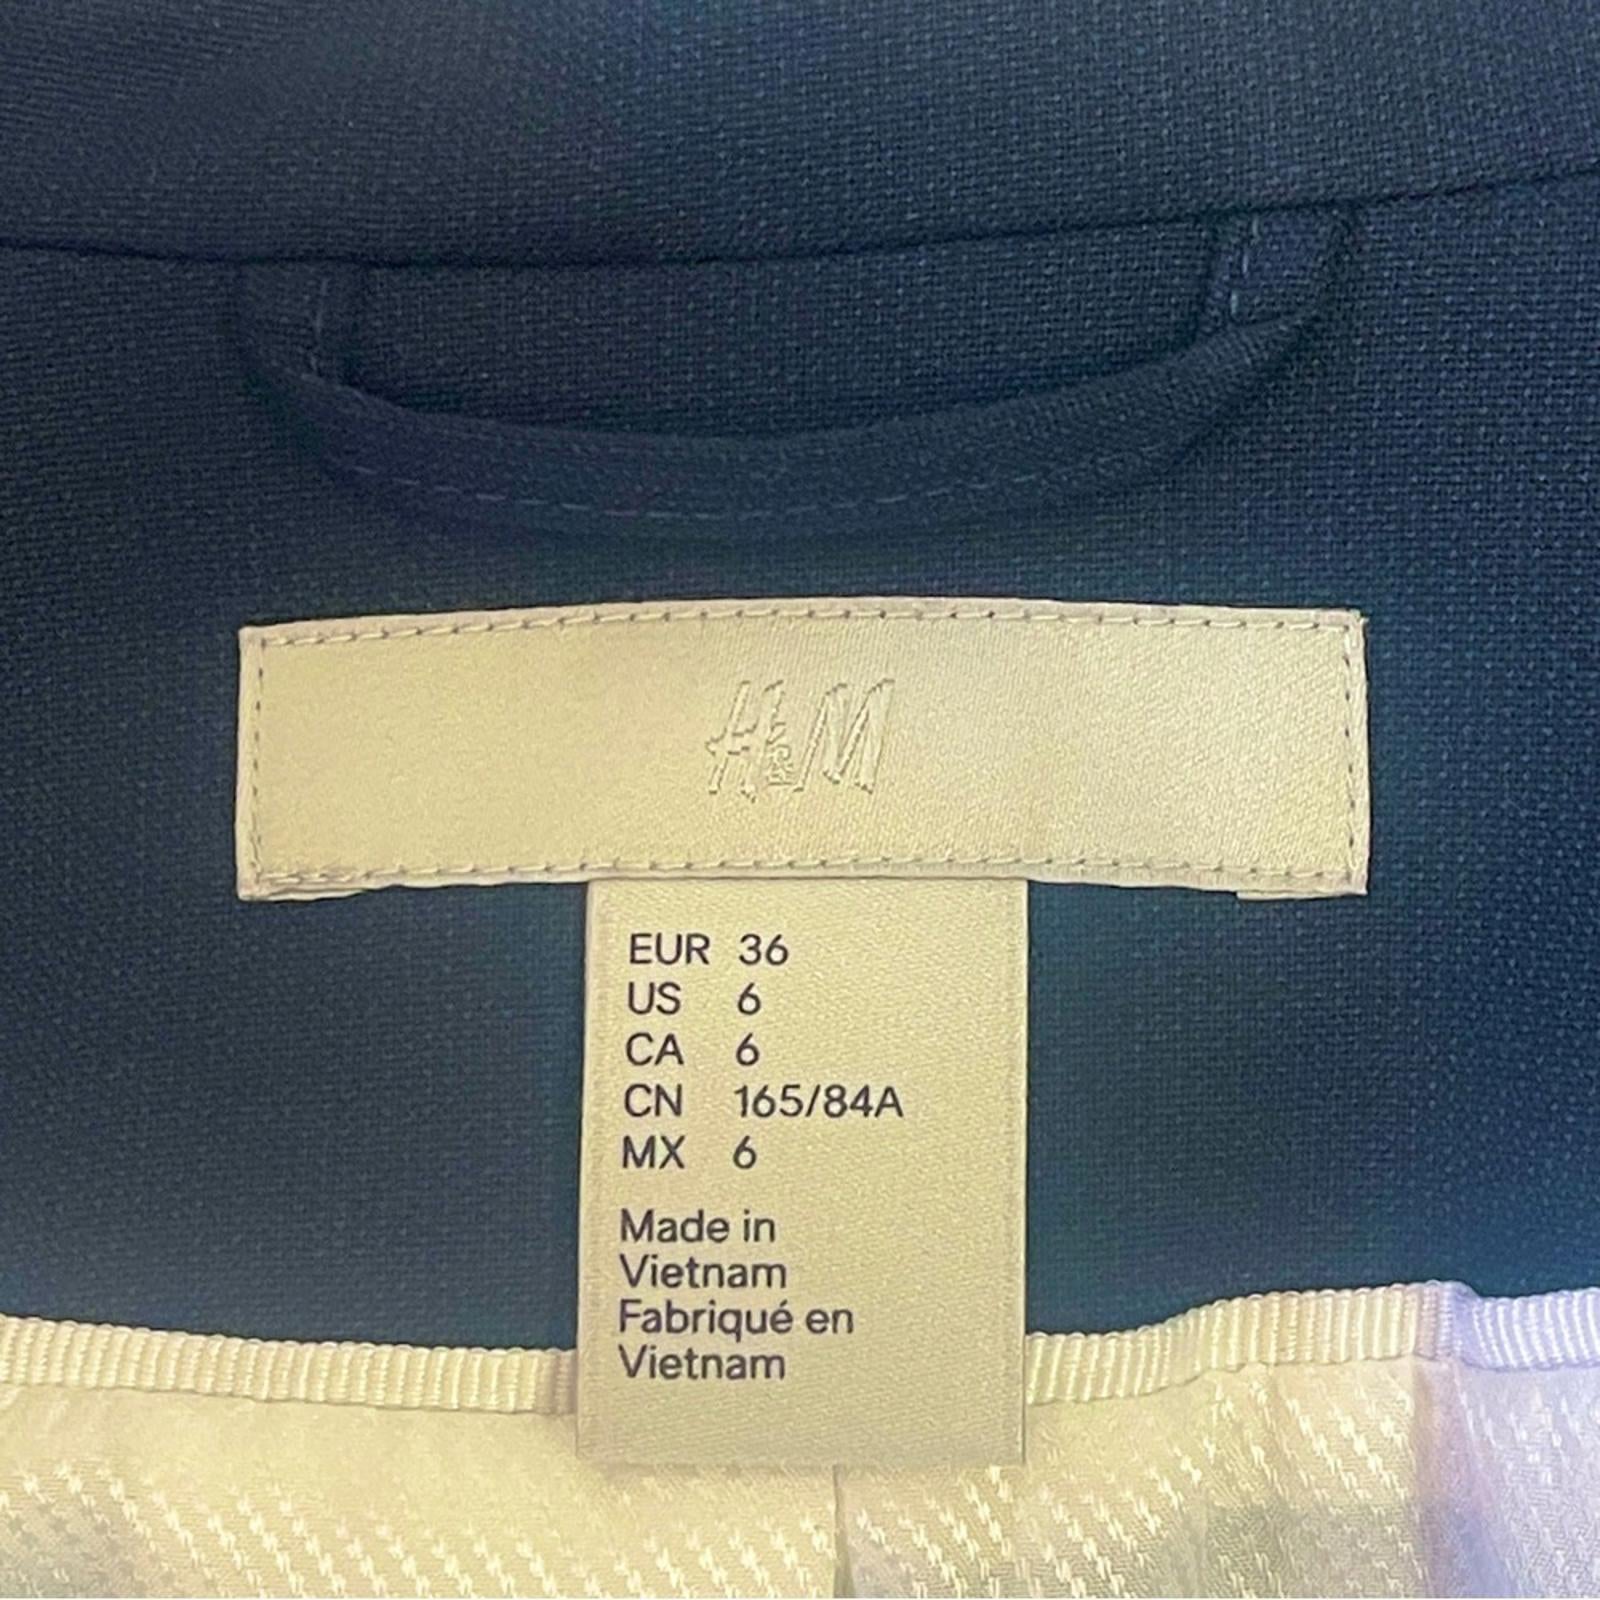 H&M
EUR 36
US 6
CA 6
CN 165/84A
MX 6
Made in
Vietnam
Fabriqué en
Vietnam